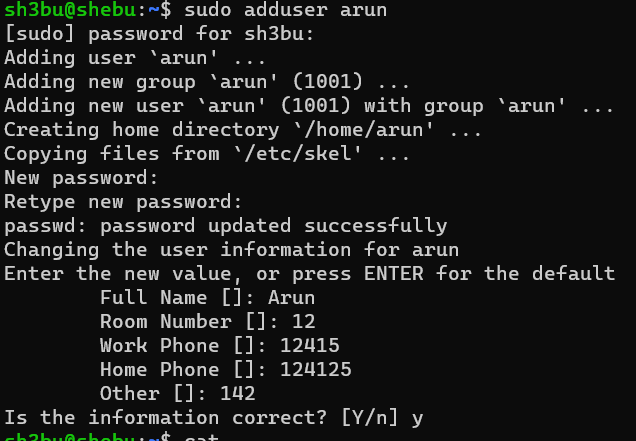 sh3bu@shebu:~$ sudo adduser arun
[sudo] password for sh3bu:
Adding user `arun' ...
Adding new group `arun' (1001) ...
Adding new user `arun' (1001) with group `arun' ...
Creating home directory `/home/arun' ...
Copying files from `/etc/skel' ...
New password:
Retype new password:
passwd: password updated successfully
Changing the user information for arun
Enter the new value, or press ENTER for the default
Full Name []: Arun
Room Number []: 12
Work Phone []: 12415
Home Phone []: 124125
Other []: 142
Is the information correct? [Y/n] y
sh3bu@shebu:~$ cat